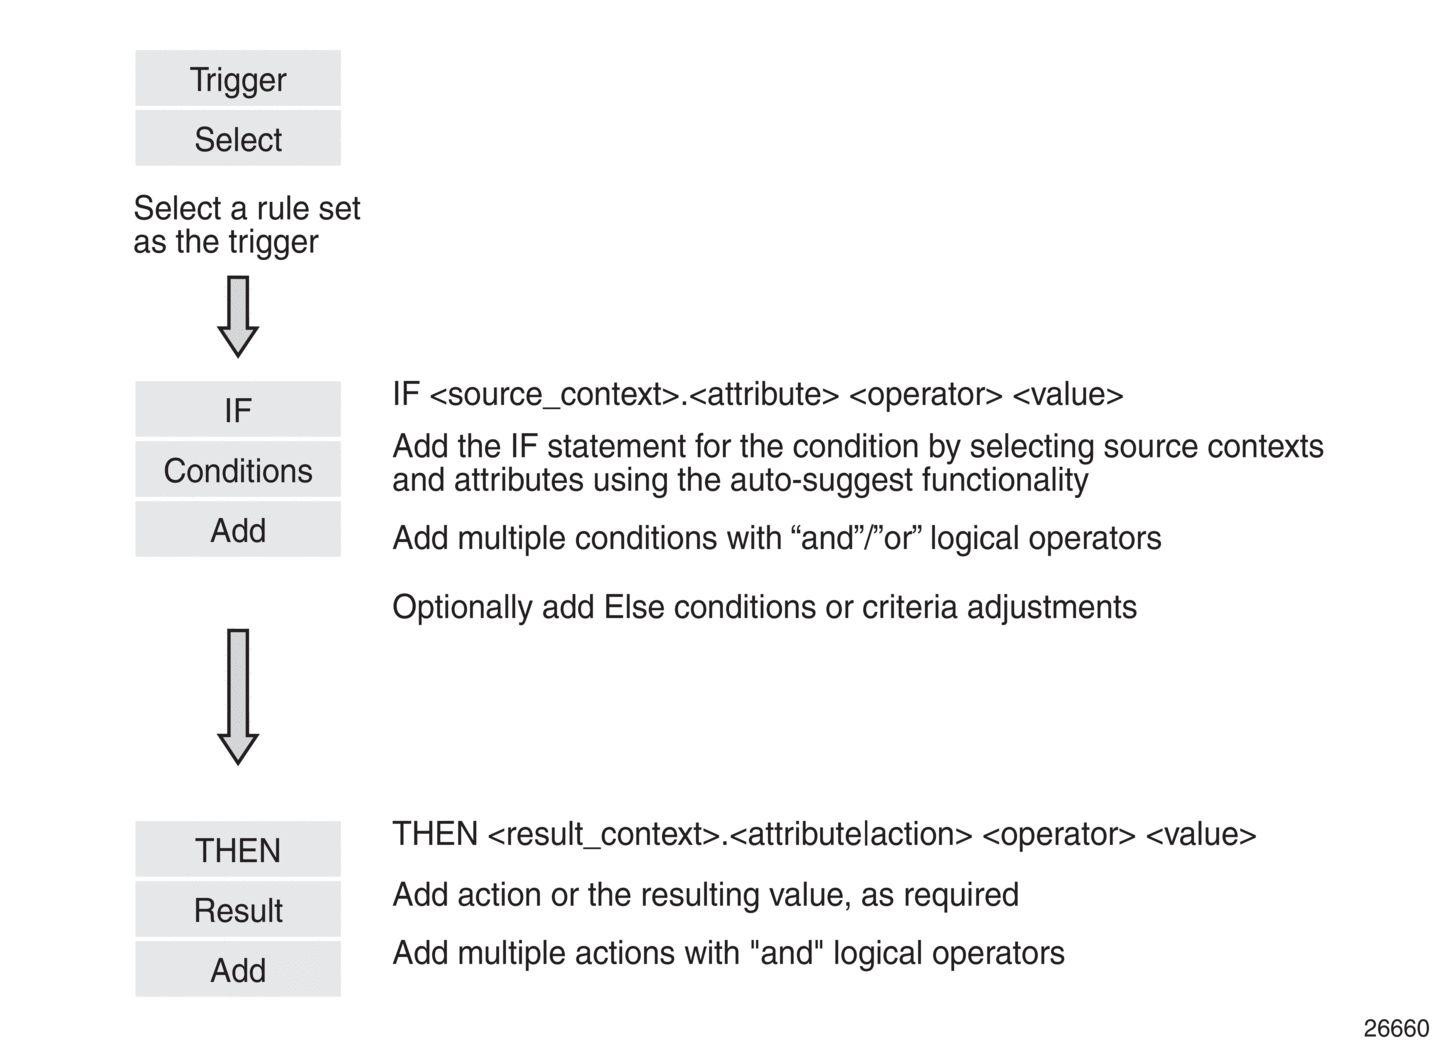 Trigger
Select
Select a rule set
as the trigger
IF
Conditions
Add
IF <source_context>.<attribute> <operator> <value>
Add the IF statement for the condition by selecting source contexts
and attributes using the auto-suggest functionality
Add multiple conditions with “and”/”or” logical operators
Optionally add Else conditions or criteria adjustments
THEN
Result
Add
THEN <result_context>.<attribute|action> <operator> <value>
Add action or the resulting value, as required
Add multiple actions with "and" logical operators
26660